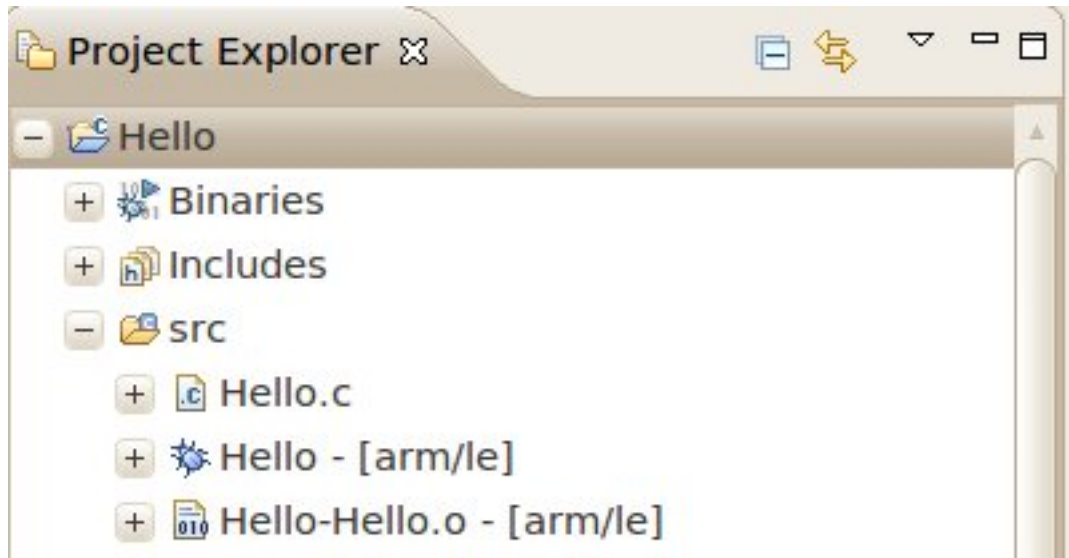 Project Explorer
Hello
Binaries
Includes
src
Hello.c
Hello - [arm/le]
Hello-Hello.o - [arm/le]